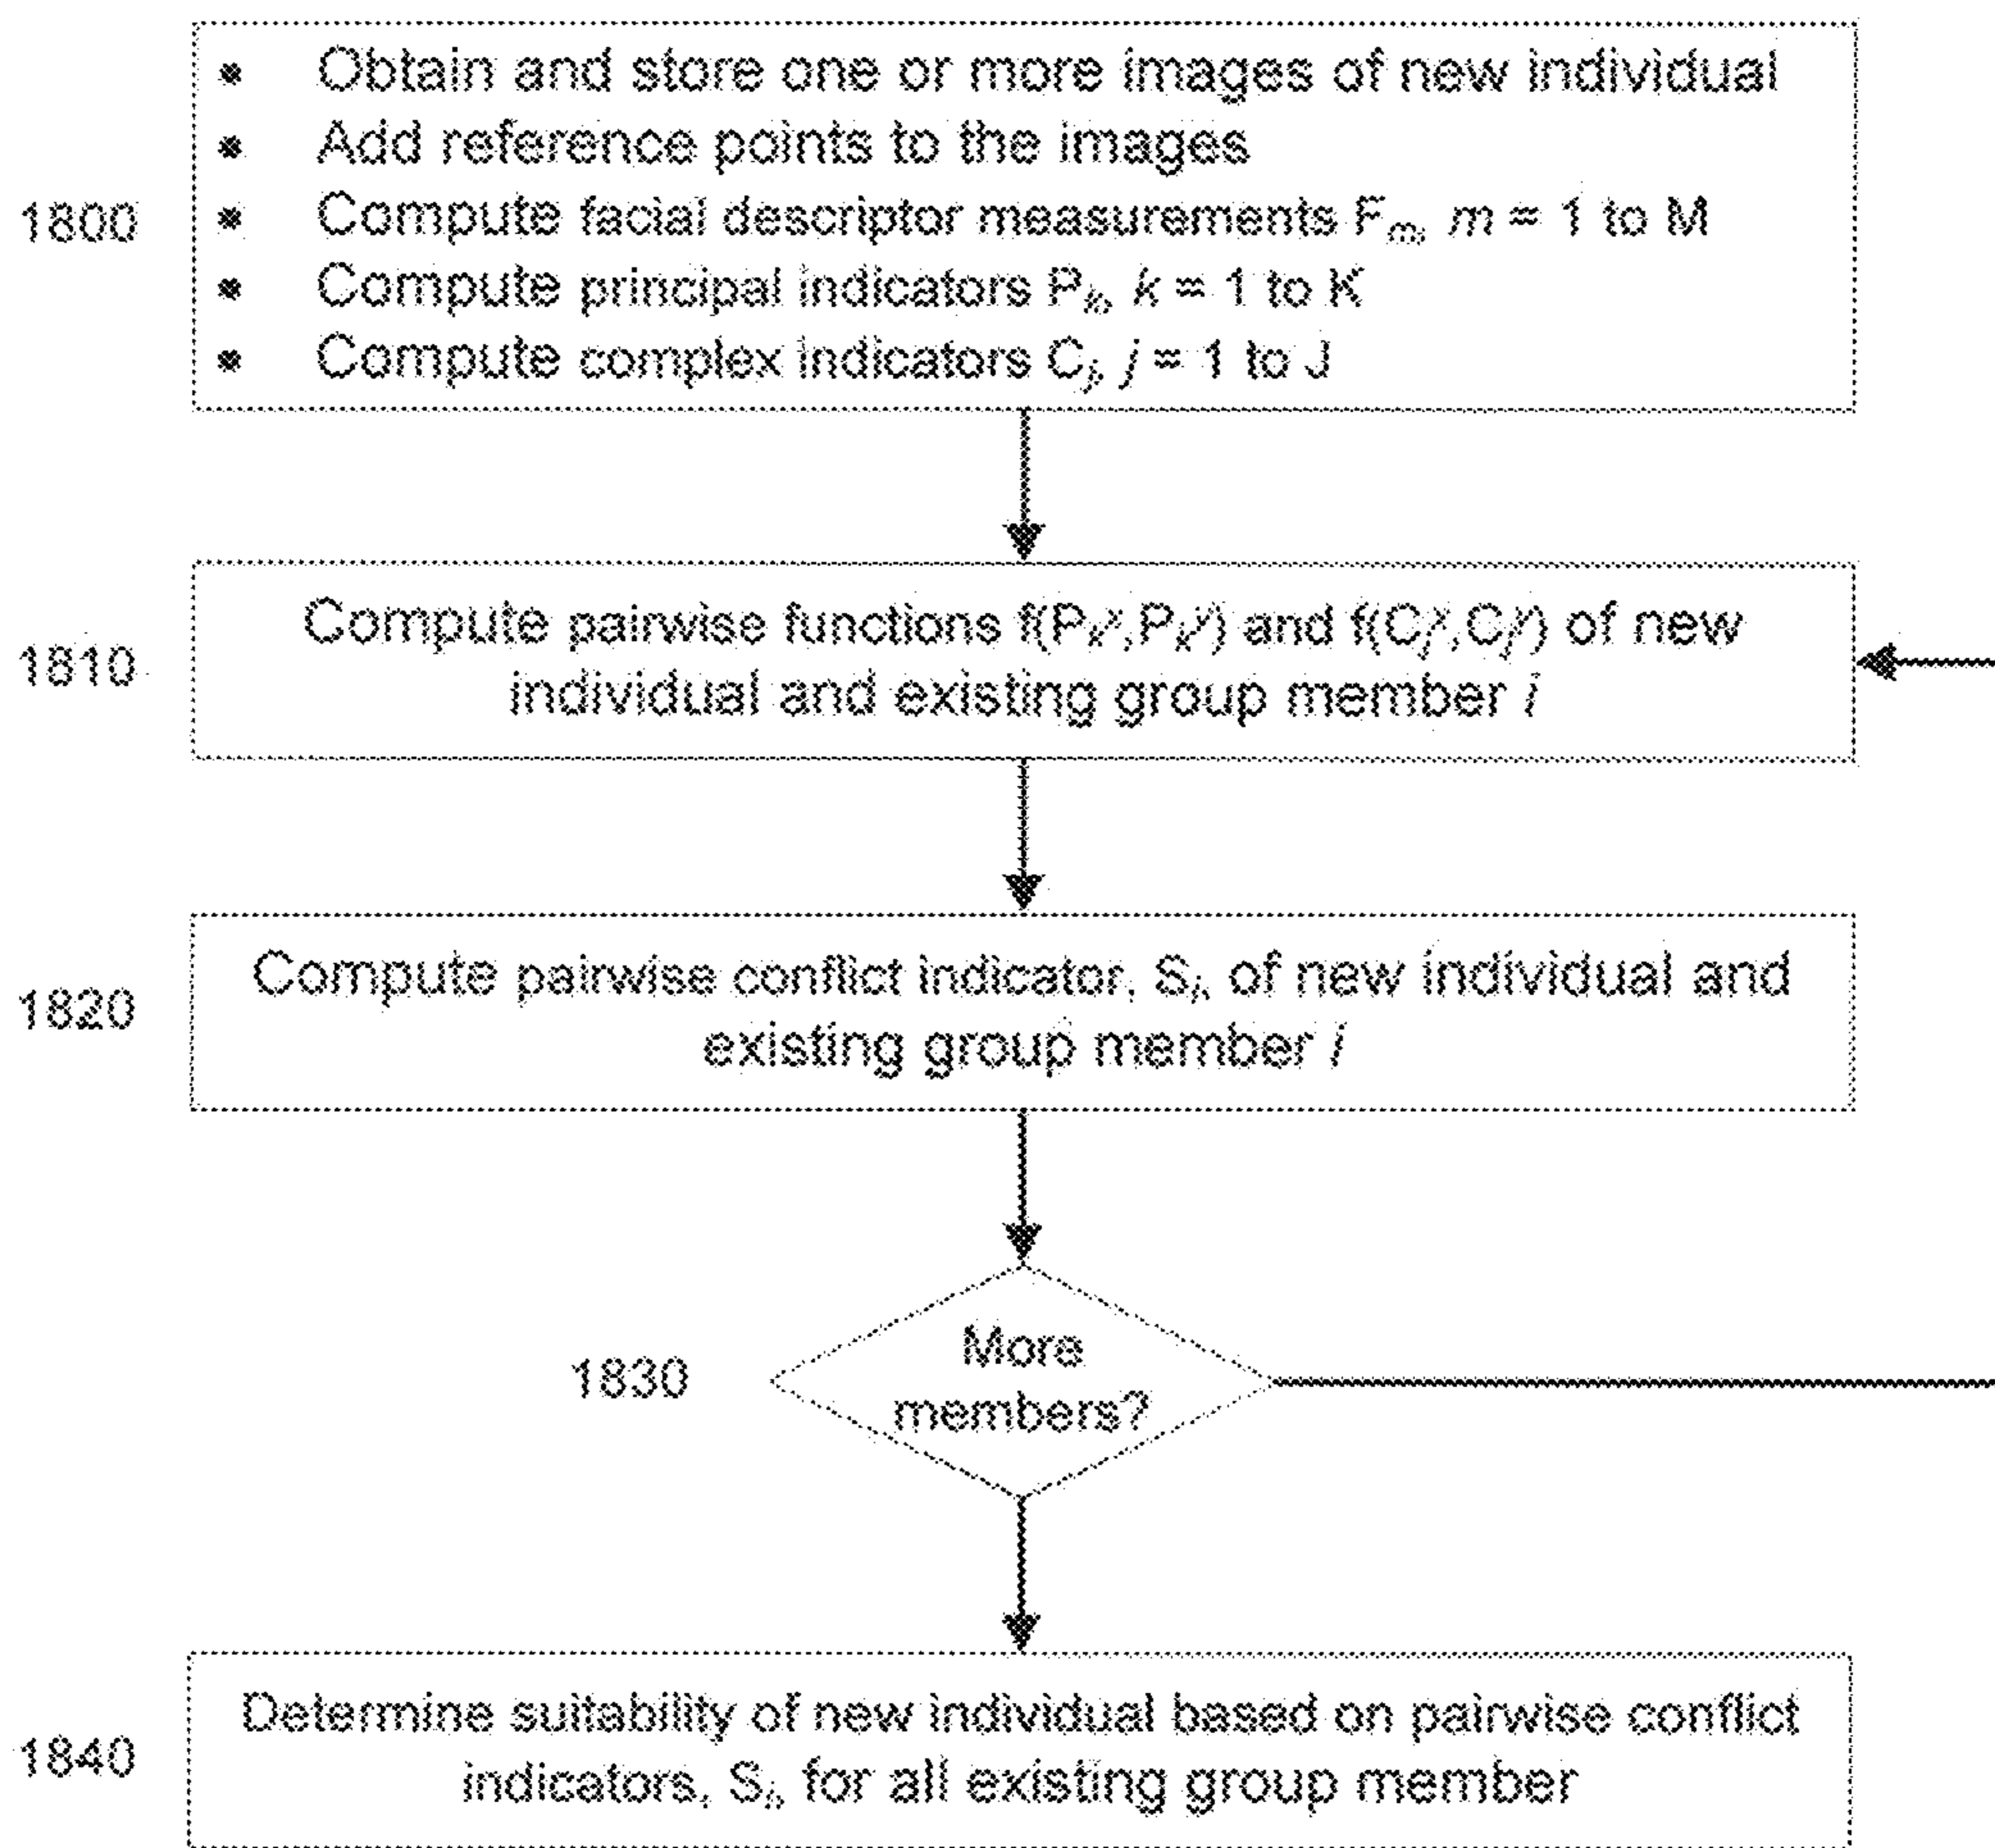 • Obtain and store one or more images of new individual
• Add reference points to the images
1800
• Compute facial descriptor measurements Fm, m = 1 to M
• Compute principal indicators Pk, k = 1 to K
• Compute complex indicators Cj, j = 1 to J
Compute pairwise functions f(Pkˣ,Pkʸ) and f(Cjˣ,Cjʸ) of new
1810
individual and existing group member i
Compute pairwise conflict indicator, Si, of new individual and
1820
existing group member i
More
1830
members?
Determine suitability of new individual based on pairwise conflict
1840
indicators, Si, for all existing group member